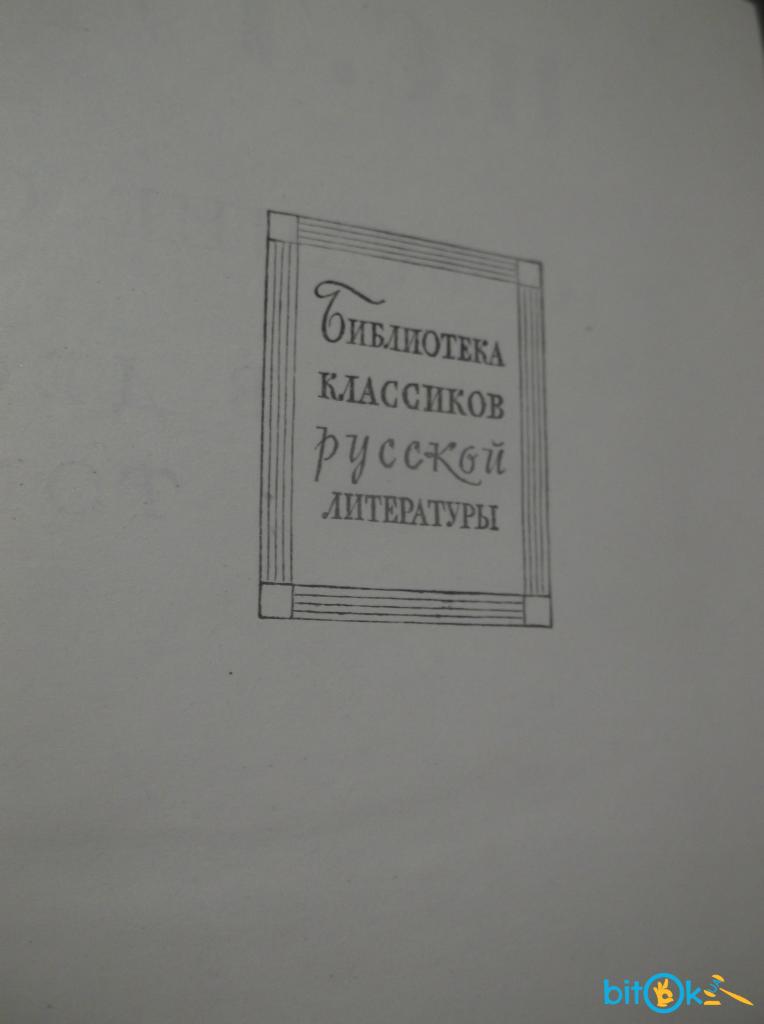 Библиотека
классиков
русской
литературы
bitOk